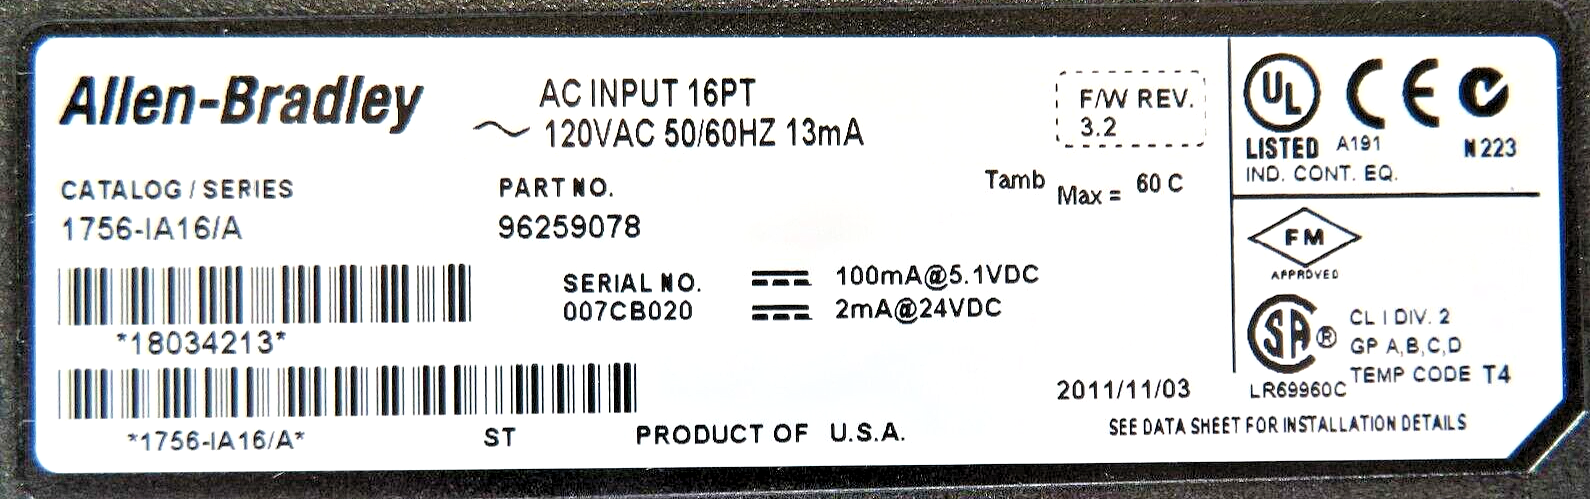 Allen-Bradley
AC INPUT 16PT
120VAC 50/60HZ 13mA
F/W REV.
3.2
UL
CE
LISTED A191
N223
IND. CONT. EQ.
CATALOG / SERIES
1756-IA16/A
PART NO.
96259078
Tamb Max = 60 C
FM
APPROVED
SERIAL NO.
007CB020
100mA@5.1VDC
2mA@24VDC
*18034213*
SA®
CL I DIV. 2
GP A,B,C,D
TEMP CODE T4
LR69960C
2011/11/03
*1756-IA16/A*
ST
PRODUCT OF U.S.A.
SEE DATA SHEET FOR INSTALLATION DETAILS